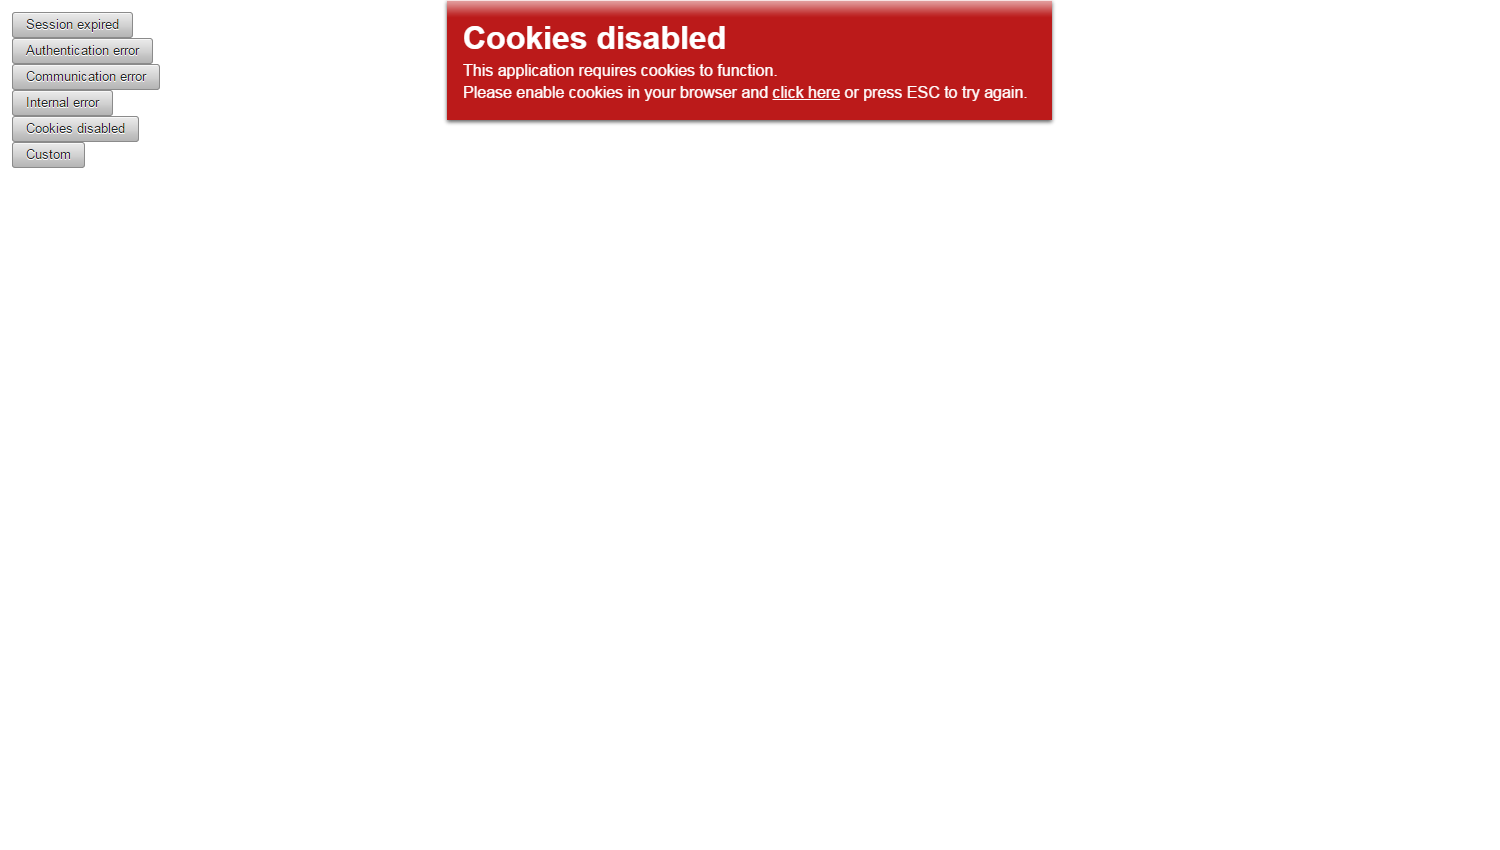 Session expired
Authentication error
Communication error
Internal error
Cookies disabled
Custom
Cookies disabled
This application requires cookies to function.
Please enable cookies in your browser and click here or press ESC to try again.